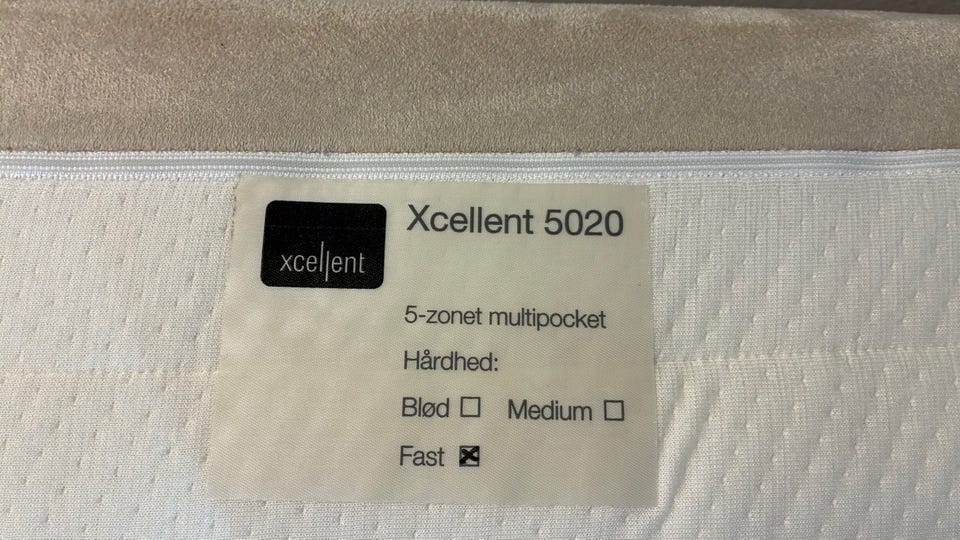 Xcellent 5020
xcellent
5-zonet multipocket
Hårdhed:
Blød ☐ Medium ☐
Fast ☒